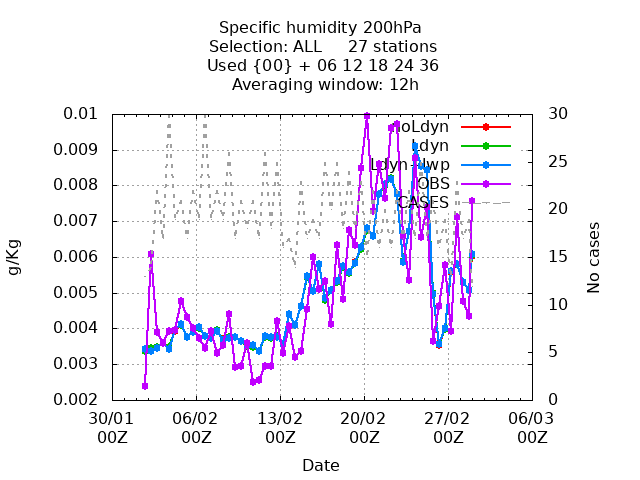 Specific humidity 200hPa
Selection: ALL 27 stations
Used {00} + 06 12 18 24 36
Averaging window: 12h
0.01
0.009
0.008
0.007
0.006
0.005
0.004
0.003
0.002
g/Kg
30
25
20
15
10
5
0
No cases
noLdyn
Ldyn
Ldyn+lwp
OBS
CASES
30/01 06/02 13/02 20/02 27/02 06/03
00Z 00Z 00Z 00Z 00Z 00Z
Date